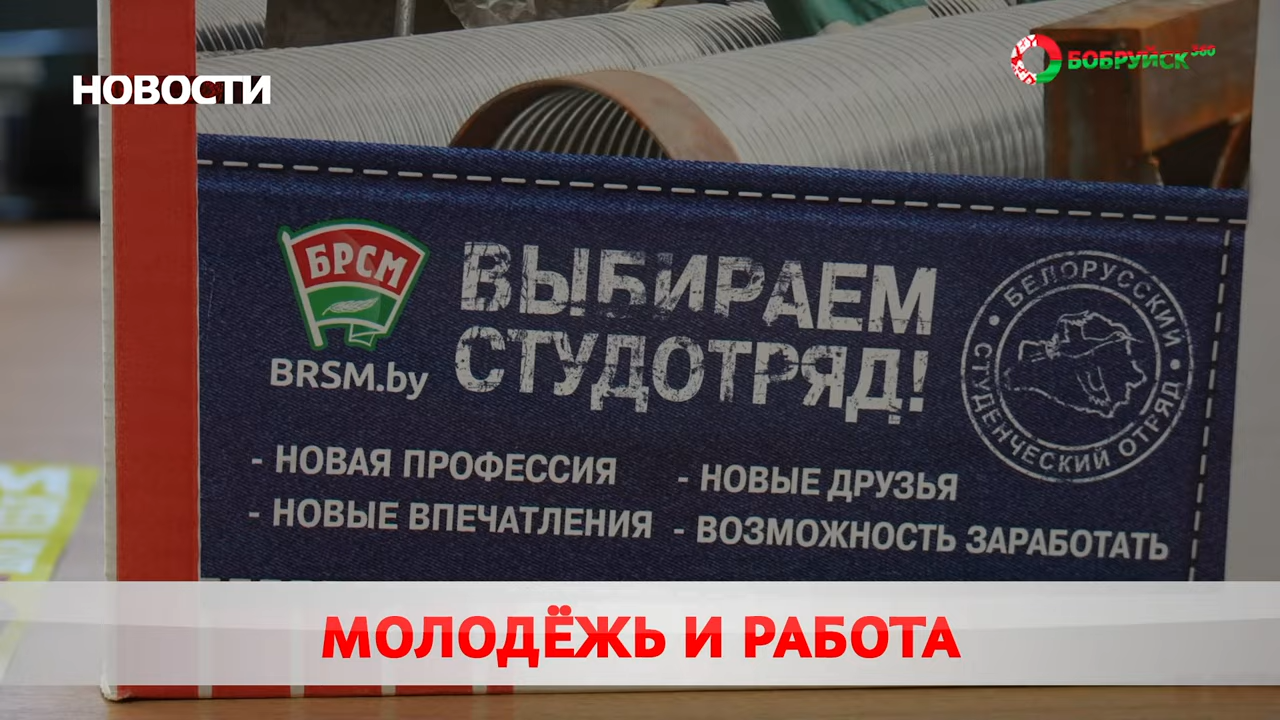 НОВОСТИ
БОБРУЙСК 360
БРСМ
BRSM.by
ВЫБИРАЕМ
СТУДОТРЯД!
БЕЛОРУССКИЙ
СТУДЕНЧЕСКИЙ ОТРЯД
- НОВАЯ ПРОФЕССИЯ
- НОВЫЕ ДРУЗЬЯ
- НОВЫЕ ВПЕЧАТЛЕНИЯ
- ВОЗМОЖНОСТЬ ЗАРАБОТАТЬ
МОЛОДЁЖЬ И РАБОТА